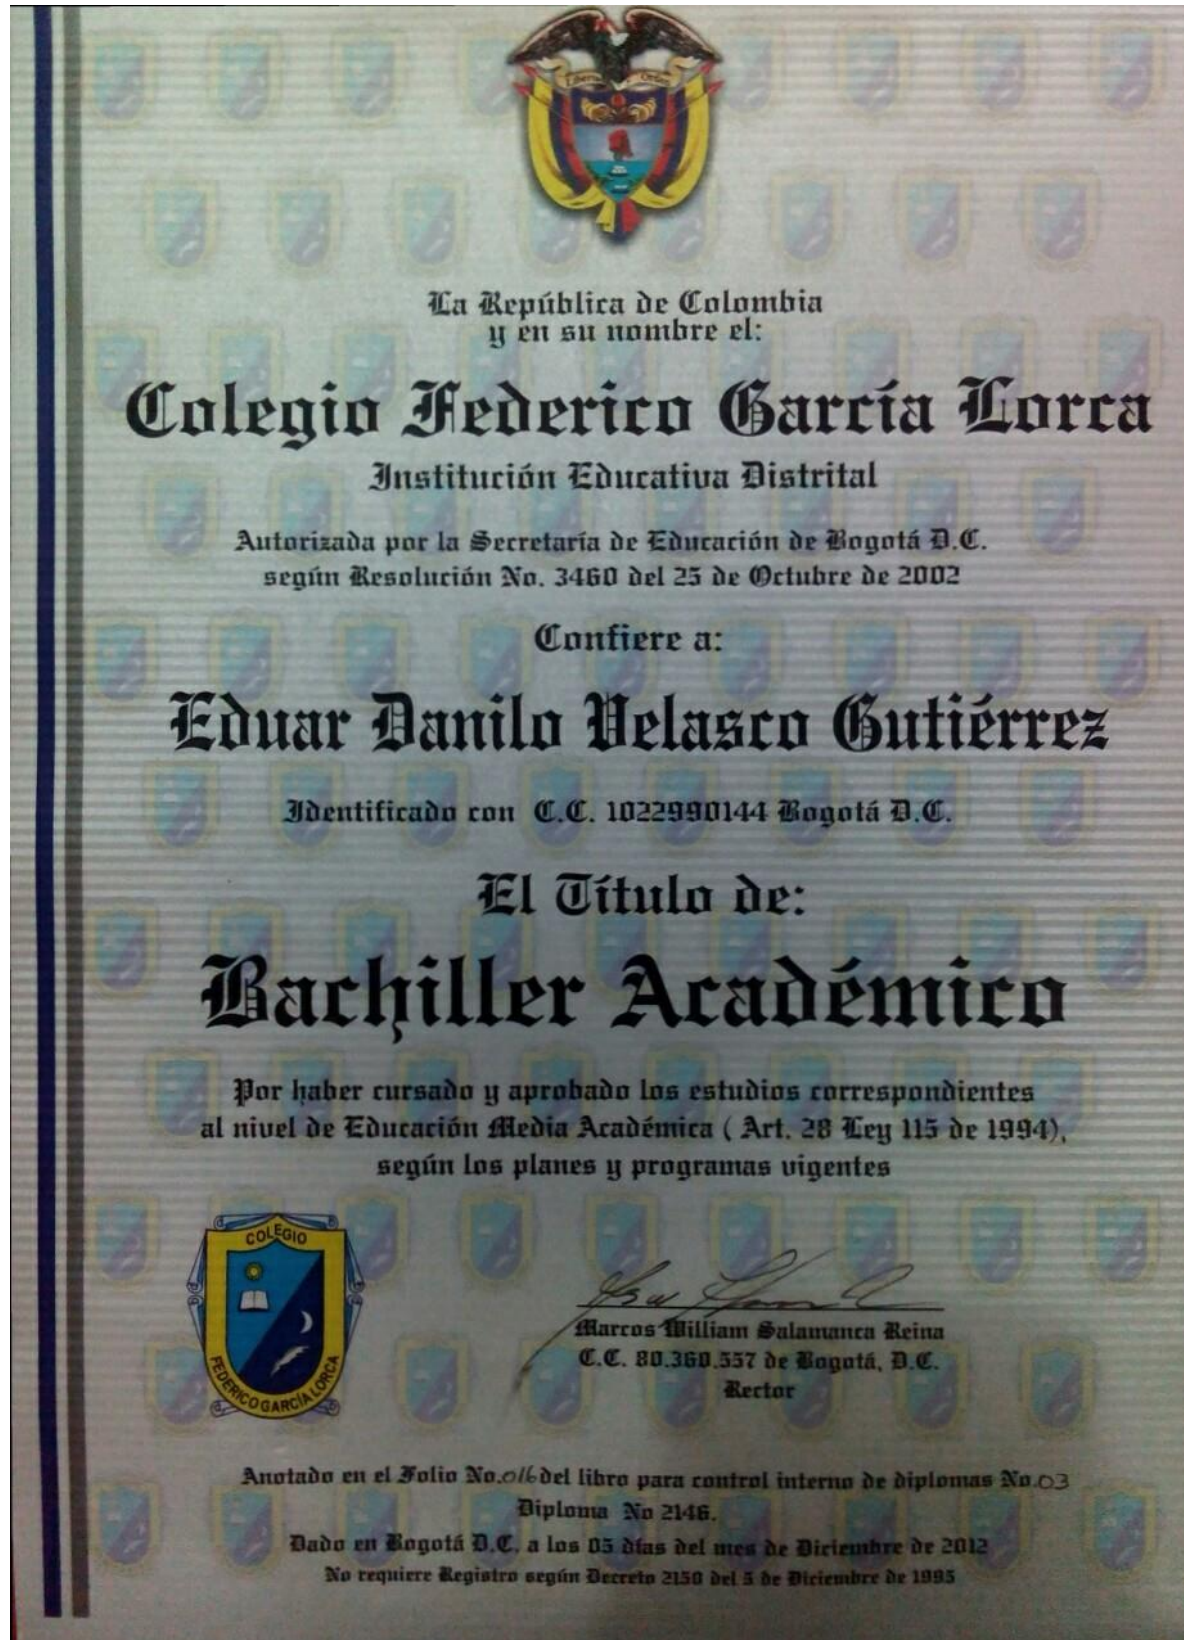 Libertad y Orden
La República de Colombia
y en su nombre el:
Colegio Federico García Lorca
Institución Educativa Distrital
Autorizada por la Secretaría de Educación de Bogotá D.C.
según Resolución No. 3460 del 25 de Octubre de 2002
Confiere a:
Eduar Danilo Velasco Gutiérrez
Identificado con C.C. 1022990144 Bogotá D.C.
El Título de:
Bachiller Académico
Por haber cursado y aprobado los estudios correspondientes
al nivel de Educación Media Académica ( Art. 28 Ley 115 de 1994),
según los planes y programas vigentes
COLEGIO
FEDERICO GARCÍA LORCA
Marcos William Salamanca Reina
C.C. 80.360.557 de Bogotá, D.C.
Rector
Anotado en el Folio No.016 del libro para control interno de diplomas No.03
Diploma No 2146.
Dado en Bogotá D.C. a los 05 días del mes de Diciembre de 2012
No requiere Registro según Decreto 2150 del 5 de Diciembre de 1995